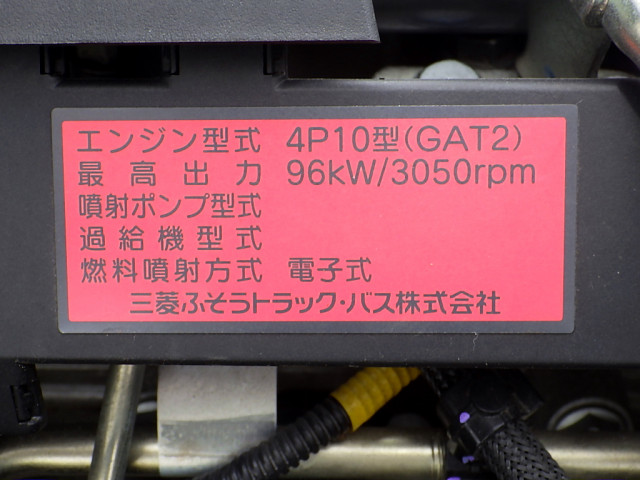 エンジン型式 4P10型(GAT2)
最高出力 96kW/3050rpm
噴射ポンプ型式
過給機型式
燃料噴射方式 電子式
三菱ふそうトラック・バス株式会社